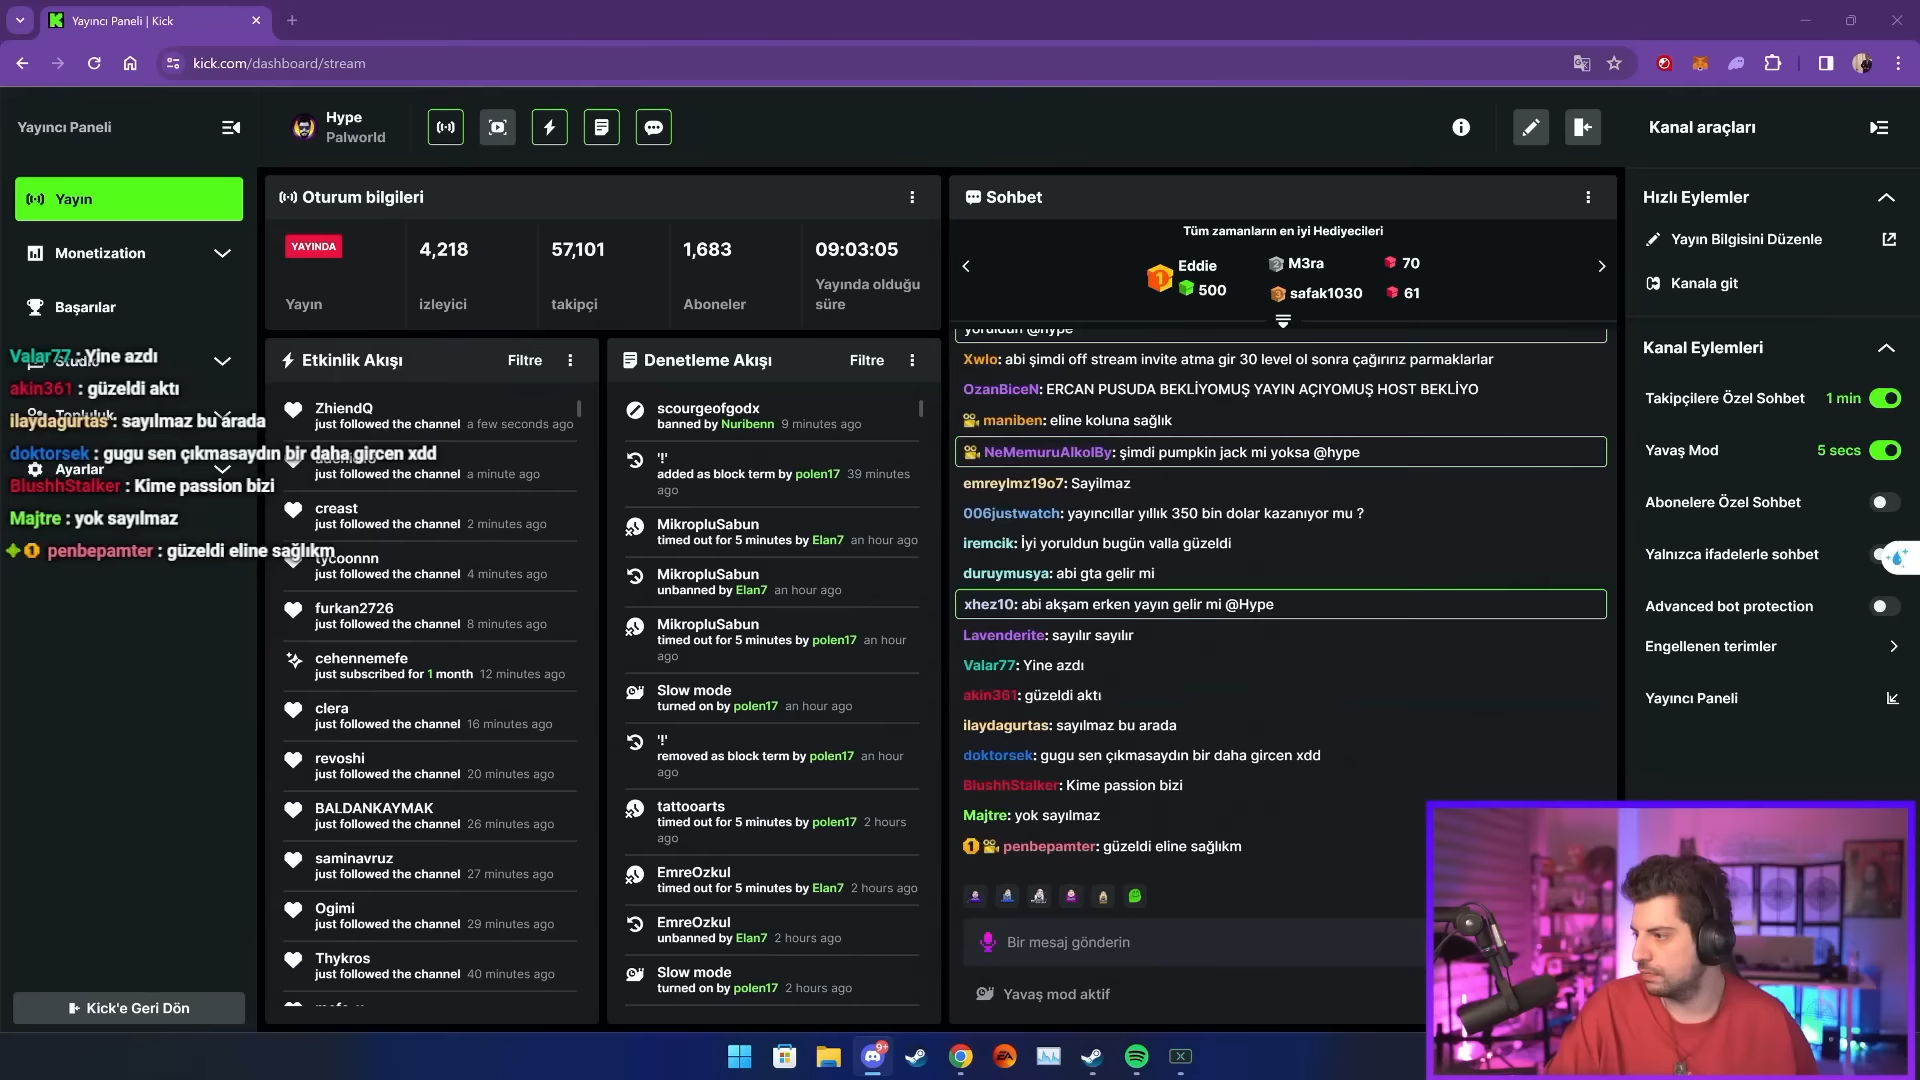 Yayıncı Paneli | Kick
kick.com/dashboard/stream
Yayıncı Paneli
Hype
Palworld
Kanal araçları
Yayın
Monetization
Başarılar
Ayarlar
Kick'e Geri Dön
Valar77 : Yine azdı
akin361 : güzeldi aktı
ilaydagurtas : sayılmaz bu arada
doktorsek : gugu sen çıkmasaydın bir daha gircen xdd
BlushhStalker : Kime passion bizi
Majtre : yok sayılmaz
1 penbepamter : güzeldi eline sağlıkm
Oturum bilgileri
YAYINDA
Yayın
4,218
izleyici
57,101
takipçi
1,683
Aboneler
09:03:05
Yayında olduğu
süre
Etkinlik Akışı
Filtre
ZhiendQ
just followed the channel a few seconds ago
just followed the channel a minute ago
creast
just followed the channel 2 minutes ago
tycoonnn
just followed the channel 4 minutes ago
furkan2726
just followed the channel 8 minutes ago
cehennemefe
just subscribed for 1 month 12 minutes ago
clera
just followed the channel 16 minutes ago
revoshi
just followed the channel 20 minutes ago
BALDANKAYMAK
just followed the channel 26 minutes ago
saminavruz
just followed the channel 27 minutes ago
Ogimi
just followed the channel 29 minutes ago
Thykros
just followed the channel 40 minutes ago
Denetleme Akışı
Filtre
scourgeofgodx
banned by Nuribenn 9 minutes ago
'!'
added as block term by polen17 39 minutes
ago
MikropluSabun
timed out for 5 minutes by Elan7 an hour ago
MikropluSabun
unbanned by Elan7 an hour ago
MikropluSabun
timed out for 5 minutes by polen17 an hour
ago
Slow mode
turned on by polen17 an hour ago
'!'
removed as block term by polen17 an hour
ago
tattooarts
timed out for 5 minutes by polen17 2 hours
ago
EmreOzkul
timed out for 5 minutes by Elan7 2 hours ago
EmreOzkul
unbanned by Elan7 2 hours ago
Slow mode
turned on by polen17 2 hours ago
Sohbet
Tüm zamanların en iyi Hediyecileri
1 Eddie
500
2 M3ra 70
3 safak1030 61
yoruldun @hype
Xwlo: abi şimdi off stream invite atma gir 30 level ol sonra çağırırız parmaklarlar
OzanBiceN: ERCAN PUSUDA BEKLİYOMUŞ YAYIN AÇIYOMUŞ HOST BEKLİYO
maniben: eline koluna sağlık
NeMemuruAlkolBy: şimdi pumpkin jack mi yoksa @hype
emreylmz19o7: Sayilmaz
006justwatch: yayıncıllar yıllık 350 bin dolar kazanıyor mu ?
iremcik: İyi yoruldun bugün valla güzeldi
duruymusya: abi gta gelir mi
xhez10: abi akşam erken yayın gelir mi @Hype
Lavenderite: sayılır sayılır
Valar77: Yine azdı
akin361: güzeldi aktı
ilaydagurtas: sayılmaz bu arada
doktorsek: gugu sen çıkmasaydın bir daha gircen xdd
BlushhStalker: Kime passion bizi
Majtre: yok sayılmaz
1 penbepamter: güzeldi eline sağlıkm
Bir mesaj gönderin
Yavaş mod aktif
Hızlı Eylemler
Yayın Bilgisini Düzenle
Kanala git
Kanal Eylemleri
Takipçilere Özel Sohbet 1 min
Yavaş Mod 5 secs
Abonelere Özel Sohbet
Yalnızca ifadelerle sohbet
Advanced bot protection
Engellenen terimler
Yayıncı Paneli
9+
EA